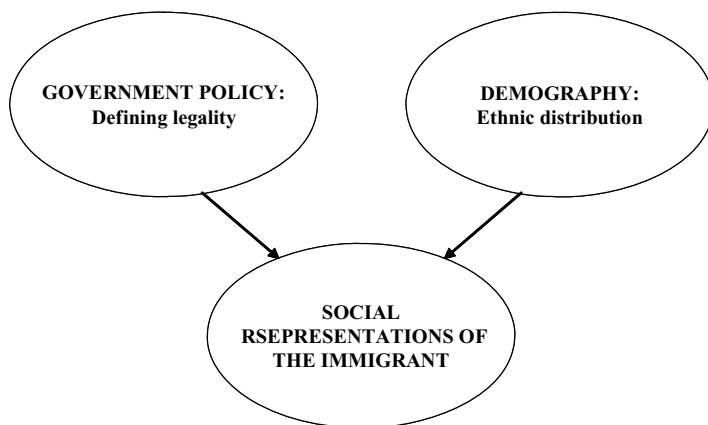 GOVERNMENT POLICY:
Defining legality
DEMOGRAPHY:
Ethnic distribution
SOCIAL
RSEPRESENTATIONS OF
THE IMMIGRANT